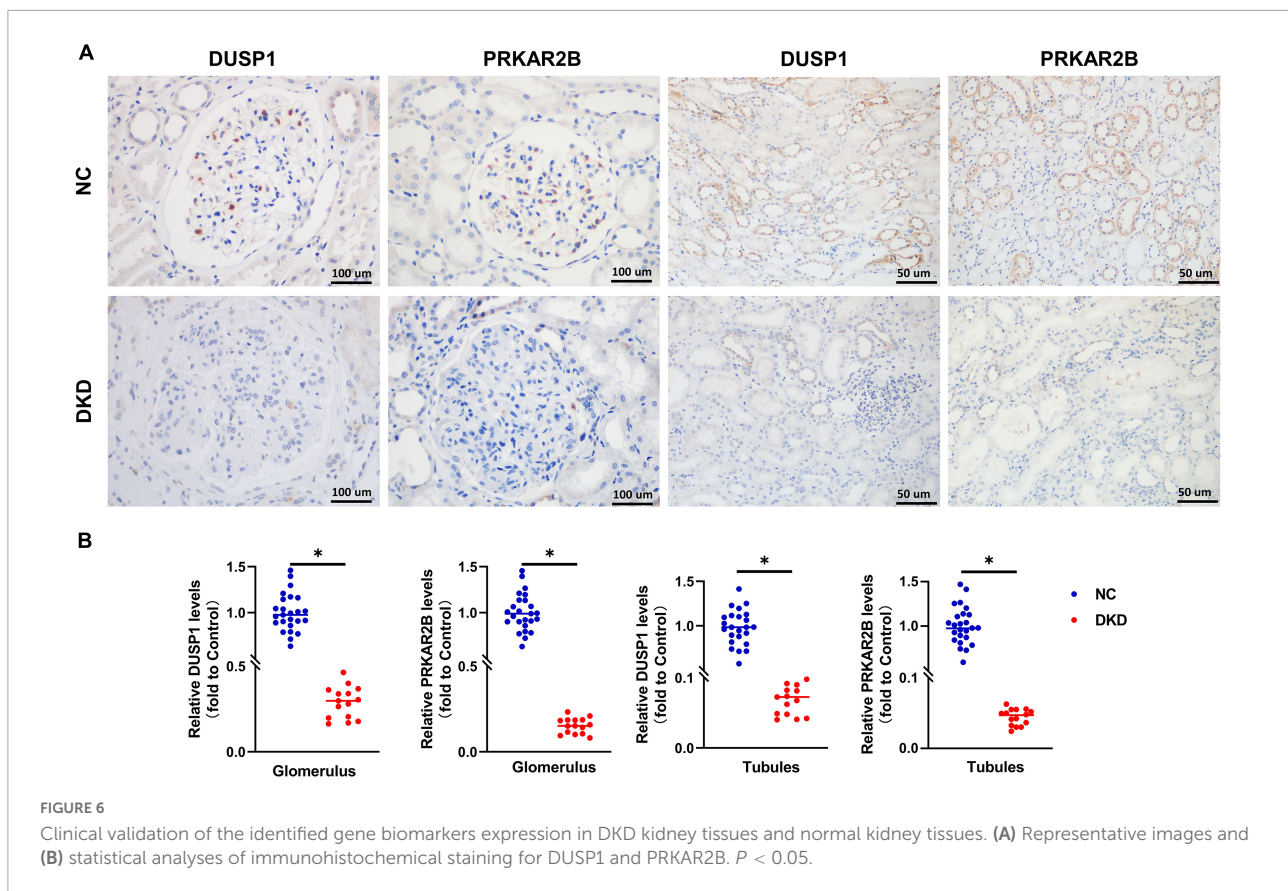 A
DUSP1 PRKAR2B DUSP1 PRKAR2B
NC
100 um 100 um 50 um 50 um
DKD
100 um 100 um 50 um 50 um
B
Relative DUSP1 levels
(fold to Control)
1.5
1.0
0.5
0.0
*
Glomerulus
Relative PRKAR2B levels
(fold to Control)
1.5
1.0
0.5
0.0
*
Glomerulus
Relative DUSP1 levels
(fold to Control)
1.5
1.0
0.1
0.0
*
Tubules
Relative PRKAR2B levels
(fold to Control)
1.5
1.0
0.1
0.0
*
Tubules
NC
DKD
FIGURE 6
Clinical validation of the identified gene biomarkers expression in DKD kidney tissues and normal kidney tissues. (A) Representative images and
(B) statistical analyses of immunohistochemical staining for DUSP1 and PRKAR2B. P < 0.05.